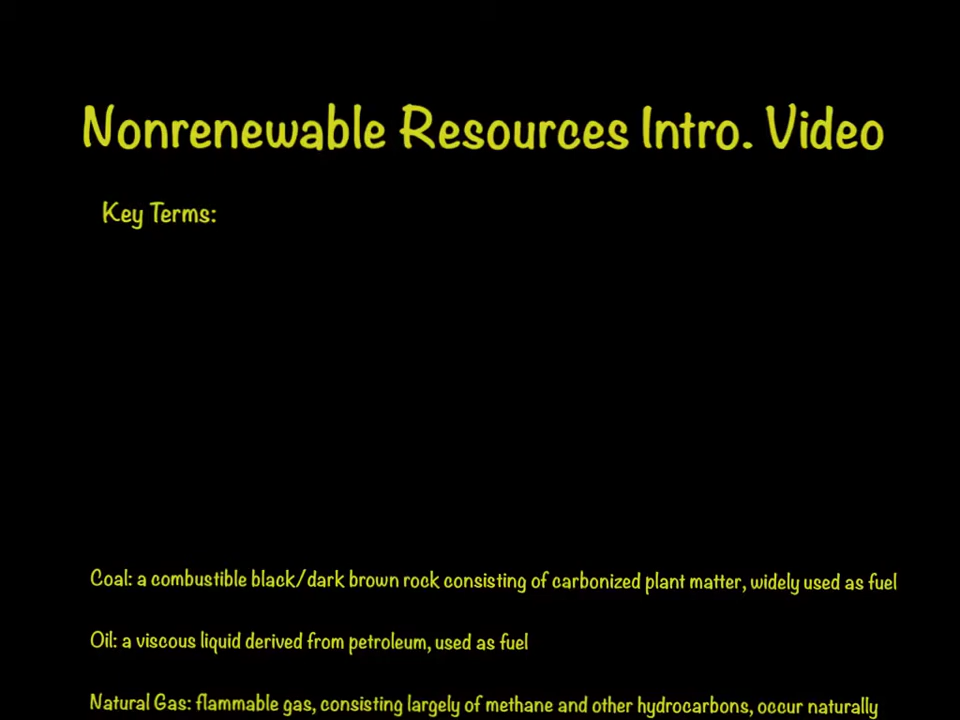 Nonrenewable Resources Intro. Video
Key Terms:
Coal: a combustible black/dark brown rock consisting of carbonized plant matter, widely used as fuel
Oil: a viscous liquid derived from petroleum, used as fuel
Natural Gas: flammable gas, consisting largely of methane and other hydrocarbons, occur naturally